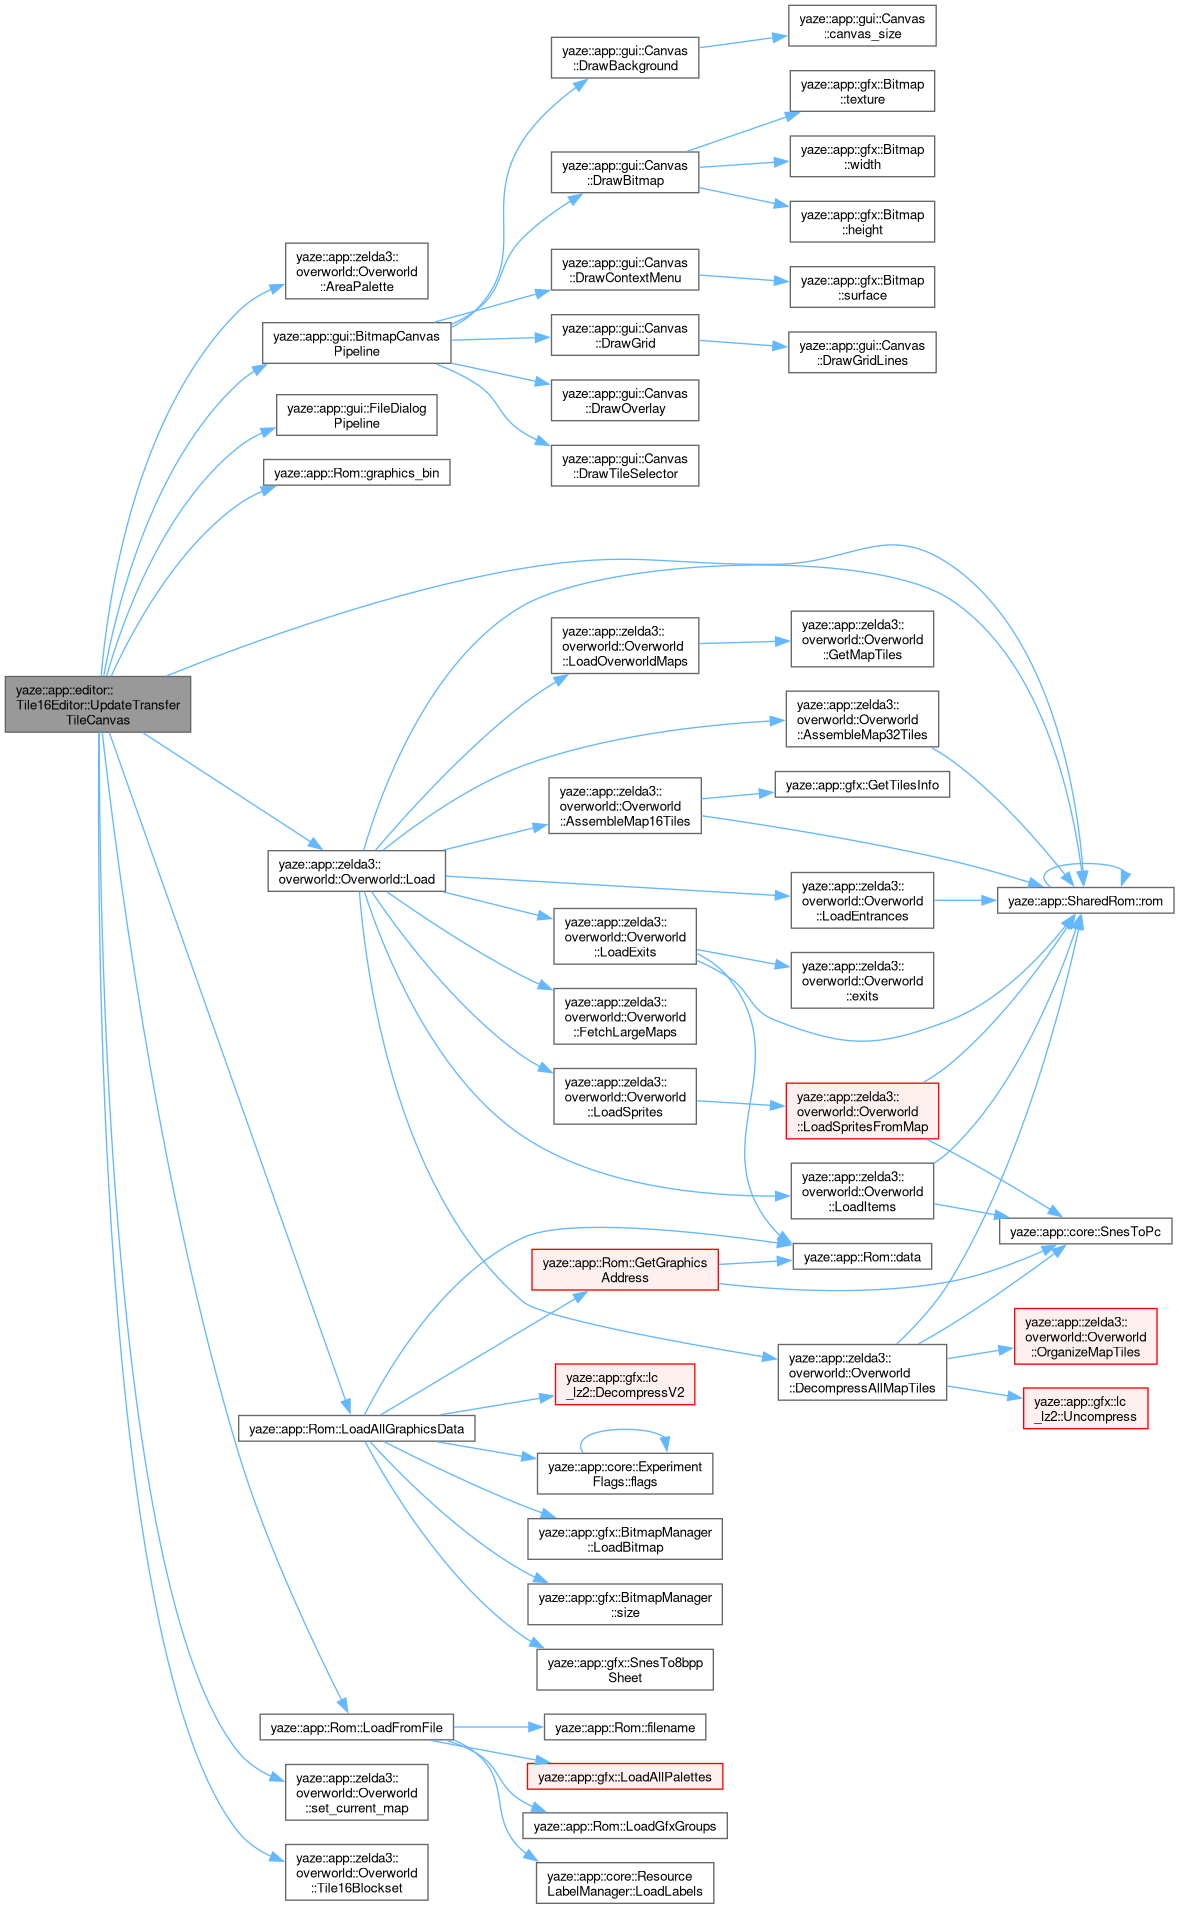 yaze::app::editor::
Tile16Editor::UpdateTransfer
TileCanvas
yaze::app::zelda3::
overworld::Overworld
::AreaPalette
yaze::app::gui::BitmapCanvas
Pipeline
yaze::app::gui::FileDialog
Pipeline
yaze::app::Rom::graphics_bin
yaze::app::zelda3::
overworld::Overworld::Load
yaze::app::Rom::LoadAllGraphicsData
yaze::app::Rom::LoadFromFile
yaze::app::zelda3::
overworld::Overworld
::set_current_map
yaze::app::zelda3::
overworld::Overworld
::Tile16Blockset
yaze::app::gui::Canvas
::DrawBackground
yaze::app::gui::Canvas
::DrawBitmap
yaze::app::gui::Canvas
::DrawContextMenu
yaze::app::gui::Canvas
::DrawGrid
yaze::app::gui::Canvas
::DrawOverlay
yaze::app::gui::Canvas
::DrawTileSelector
yaze::app::zelda3::
overworld::Overworld
::LoadOverworldMaps
yaze::app::zelda3::
overworld::Overworld
::AssembleMap16Tiles
yaze::app::zelda3::
overworld::Overworld
::LoadExits
yaze::app::zelda3::
overworld::Overworld
::FetchLargeMaps
yaze::app::zelda3::
overworld::Overworld
::LoadSprites
yaze::app::Rom::GetGraphics
Address
yaze::app::gfx::lc
_lz2::DecompressV2
yaze::app::core::Experiment
Flags::flags
yaze::app::gfx::BitmapManager
::LoadBitmap
yaze::app::gfx::BitmapManager
::size
yaze::app::gfx::SnesTo8bpp
Sheet
yaze::app::Rom::filename
yaze::app::gfx::LoadAllPalettes
yaze::app::Rom::LoadGfxGroups
yaze::app::core::Resource
LabelManager::LoadLabels
yaze::app::gui::Canvas
::canvas_size
yaze::app::gfx::Bitmap
::texture
yaze::app::gfx::Bitmap
::width
yaze::app::gfx::Bitmap
::height
yaze::app::gfx::Bitmap
::surface
yaze::app::gui::Canvas
::DrawGridLines
yaze::app::zelda3::
overworld::Overworld
::GetMapTiles
yaze::app::zelda3::
overworld::Overworld
::AssembleMap32Tiles
yaze::app::gfx::GetTilesInfo
yaze::app::zelda3::
overworld::Overworld
::LoadEntrances
yaze::app::zelda3::
overworld::Overworld
::exits
yaze::app::zelda3::
overworld::Overworld
::LoadSpritesFromMap
yaze::app::zelda3::
overworld::Overworld
::LoadItems
yaze::app::Rom::data
yaze::app::zelda3::
overworld::Overworld
::DecompressAllMapTiles
yaze::app::SharedRom::rom
yaze::app::core::SnesToPc
yaze::app::zelda3::
overworld::Overworld
::OrganizeMapTiles
yaze::app::gfx::lc
_lz2::Uncompress